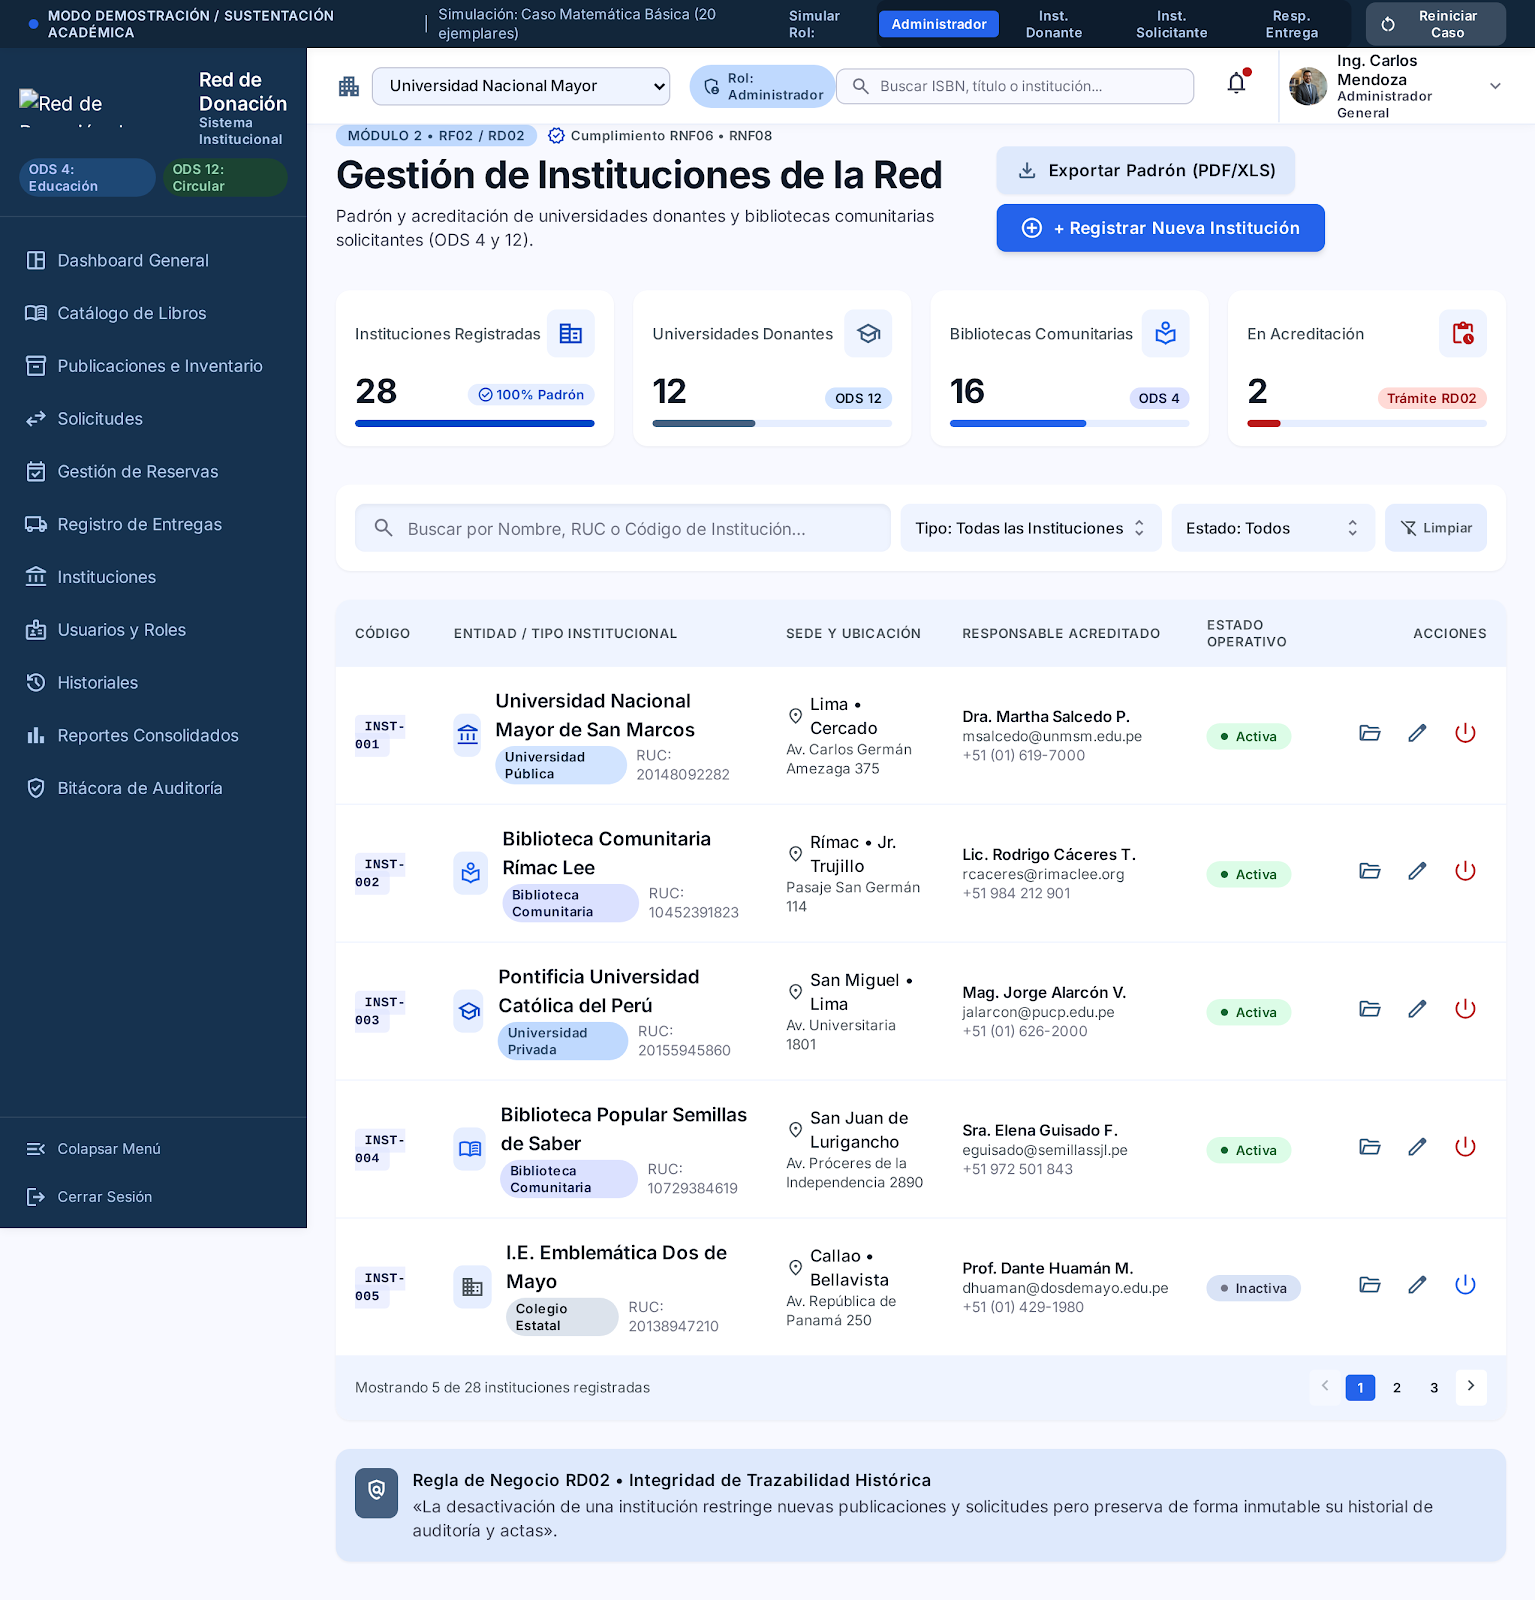 MODO DEMOSTRACIÓN / SUSTENTACIÓN
ACADÉMICA
Simulación: Caso Matemática Básica (20
ejemplares)
Simular
Rol:
Administrador
Inst.
Donante
Inst.
Solicitante
Resp.
Entrega
Reiniciar
Caso
Red de
Red de
Donación
Sistema
Institucional
ODS 4:
Educación
ODS 12:
Circular
Dashboard General
Catálogo de Libros
Publicaciones e Inventario
Solicitudes
Gestión de Reservas
Registro de Entregas
Instituciones
Usuarios y Roles
Historiales
Reportes Consolidados
Bitácora de Auditoría
Colapsar Menú
Cerrar Sesión
Universidad Nacional Mayor
Rol:
Administrador
Buscar ISBN, título o institución...
Ing. Carlos
Mendoza
Administrador
General
MÓDULO 2 • RF02 / RD02
Cumplimiento RNF06 • RNF08
Gestión de Instituciones de la Red
Padrón y acreditación de universidades donantes y bibliotecas comunitarias
solicitantes (ODS 4 y 12).
Exportar Padrón (PDF/XLS)
+ Registrar Nueva Institución
Instituciones Registradas
28
100% Padrón
Universidades Donantes
12
ODS 12
Bibliotecas Comunitarias
16
ODS 4
En Acreditación
2
Trámite RD02
Buscar por Nombre, RUC o Código de Institución...
Tipo: Todas las Instituciones
Estado: Todos
Limpiar
CÓDIGO
ENTIDAD / TIPO INSTITUCIONAL
SEDE Y UBICACIÓN
RESPONSABLE ACREDITADO
ESTADO
OPERATIVO
ACCIONES
INST-
001
Universidad Nacional
Mayor de San Marcos
Universidad
Pública
RUC:
20148092282
Lima •
Cercado
Av. Carlos Germán
Amezaga 375
Dra. Martha Salcedo P.
msalcedo@unmsm.edu.pe
+51 (01) 619-7000
Activa
INST-
002
Biblioteca Comunitaria
Rímac Lee
Biblioteca
Comunitaria
RUC:
10452391823
Rímac • Jr.
Trujillo
Pasaje San Germán
114
Lic. Rodrigo Cáceres T.
rcaceres@rimaclee.org
+51 984 212 901
Activa
INST-
003
Pontificia Universidad
Católica del Perú
Universidad
Privada
RUC:
20155945860
San Miguel •
Lima
Av. Universitaria
1801
Mag. Jorge Alarcón V.
jalarcon@pucp.edu.pe
+51 (01) 626-2000
Activa
INST-
004
Biblioteca Popular Semillas
de Saber
Biblioteca
Comunitaria
RUC:
10729384619
San Juan de
Lurigancho
Av. Próceres de la
Independencia 2890
Sra. Elena Guisado F.
eguisado@semillassjl.pe
+51 972 501 843
Activa
INST-
005
I.E. Emblemática Dos de
Mayo
Colegio
Estatal
RUC:
20138947210
Callao •
Bellavista
Av. República de
Panamá 250
Prof. Dante Huamán M.
dhuaman@dosdemayo.edu.pe
+51 (01) 429-1980
Inactiva
Mostrando 5 de 28 instituciones registradas
1
2
3
Regla de Negocio RD02 • Integridad de Trazabilidad Histórica
«La desactivación de una institución restringe nuevas publicaciones y solicitudes pero preserva de forma inmutable su historial de
auditoría y actas».